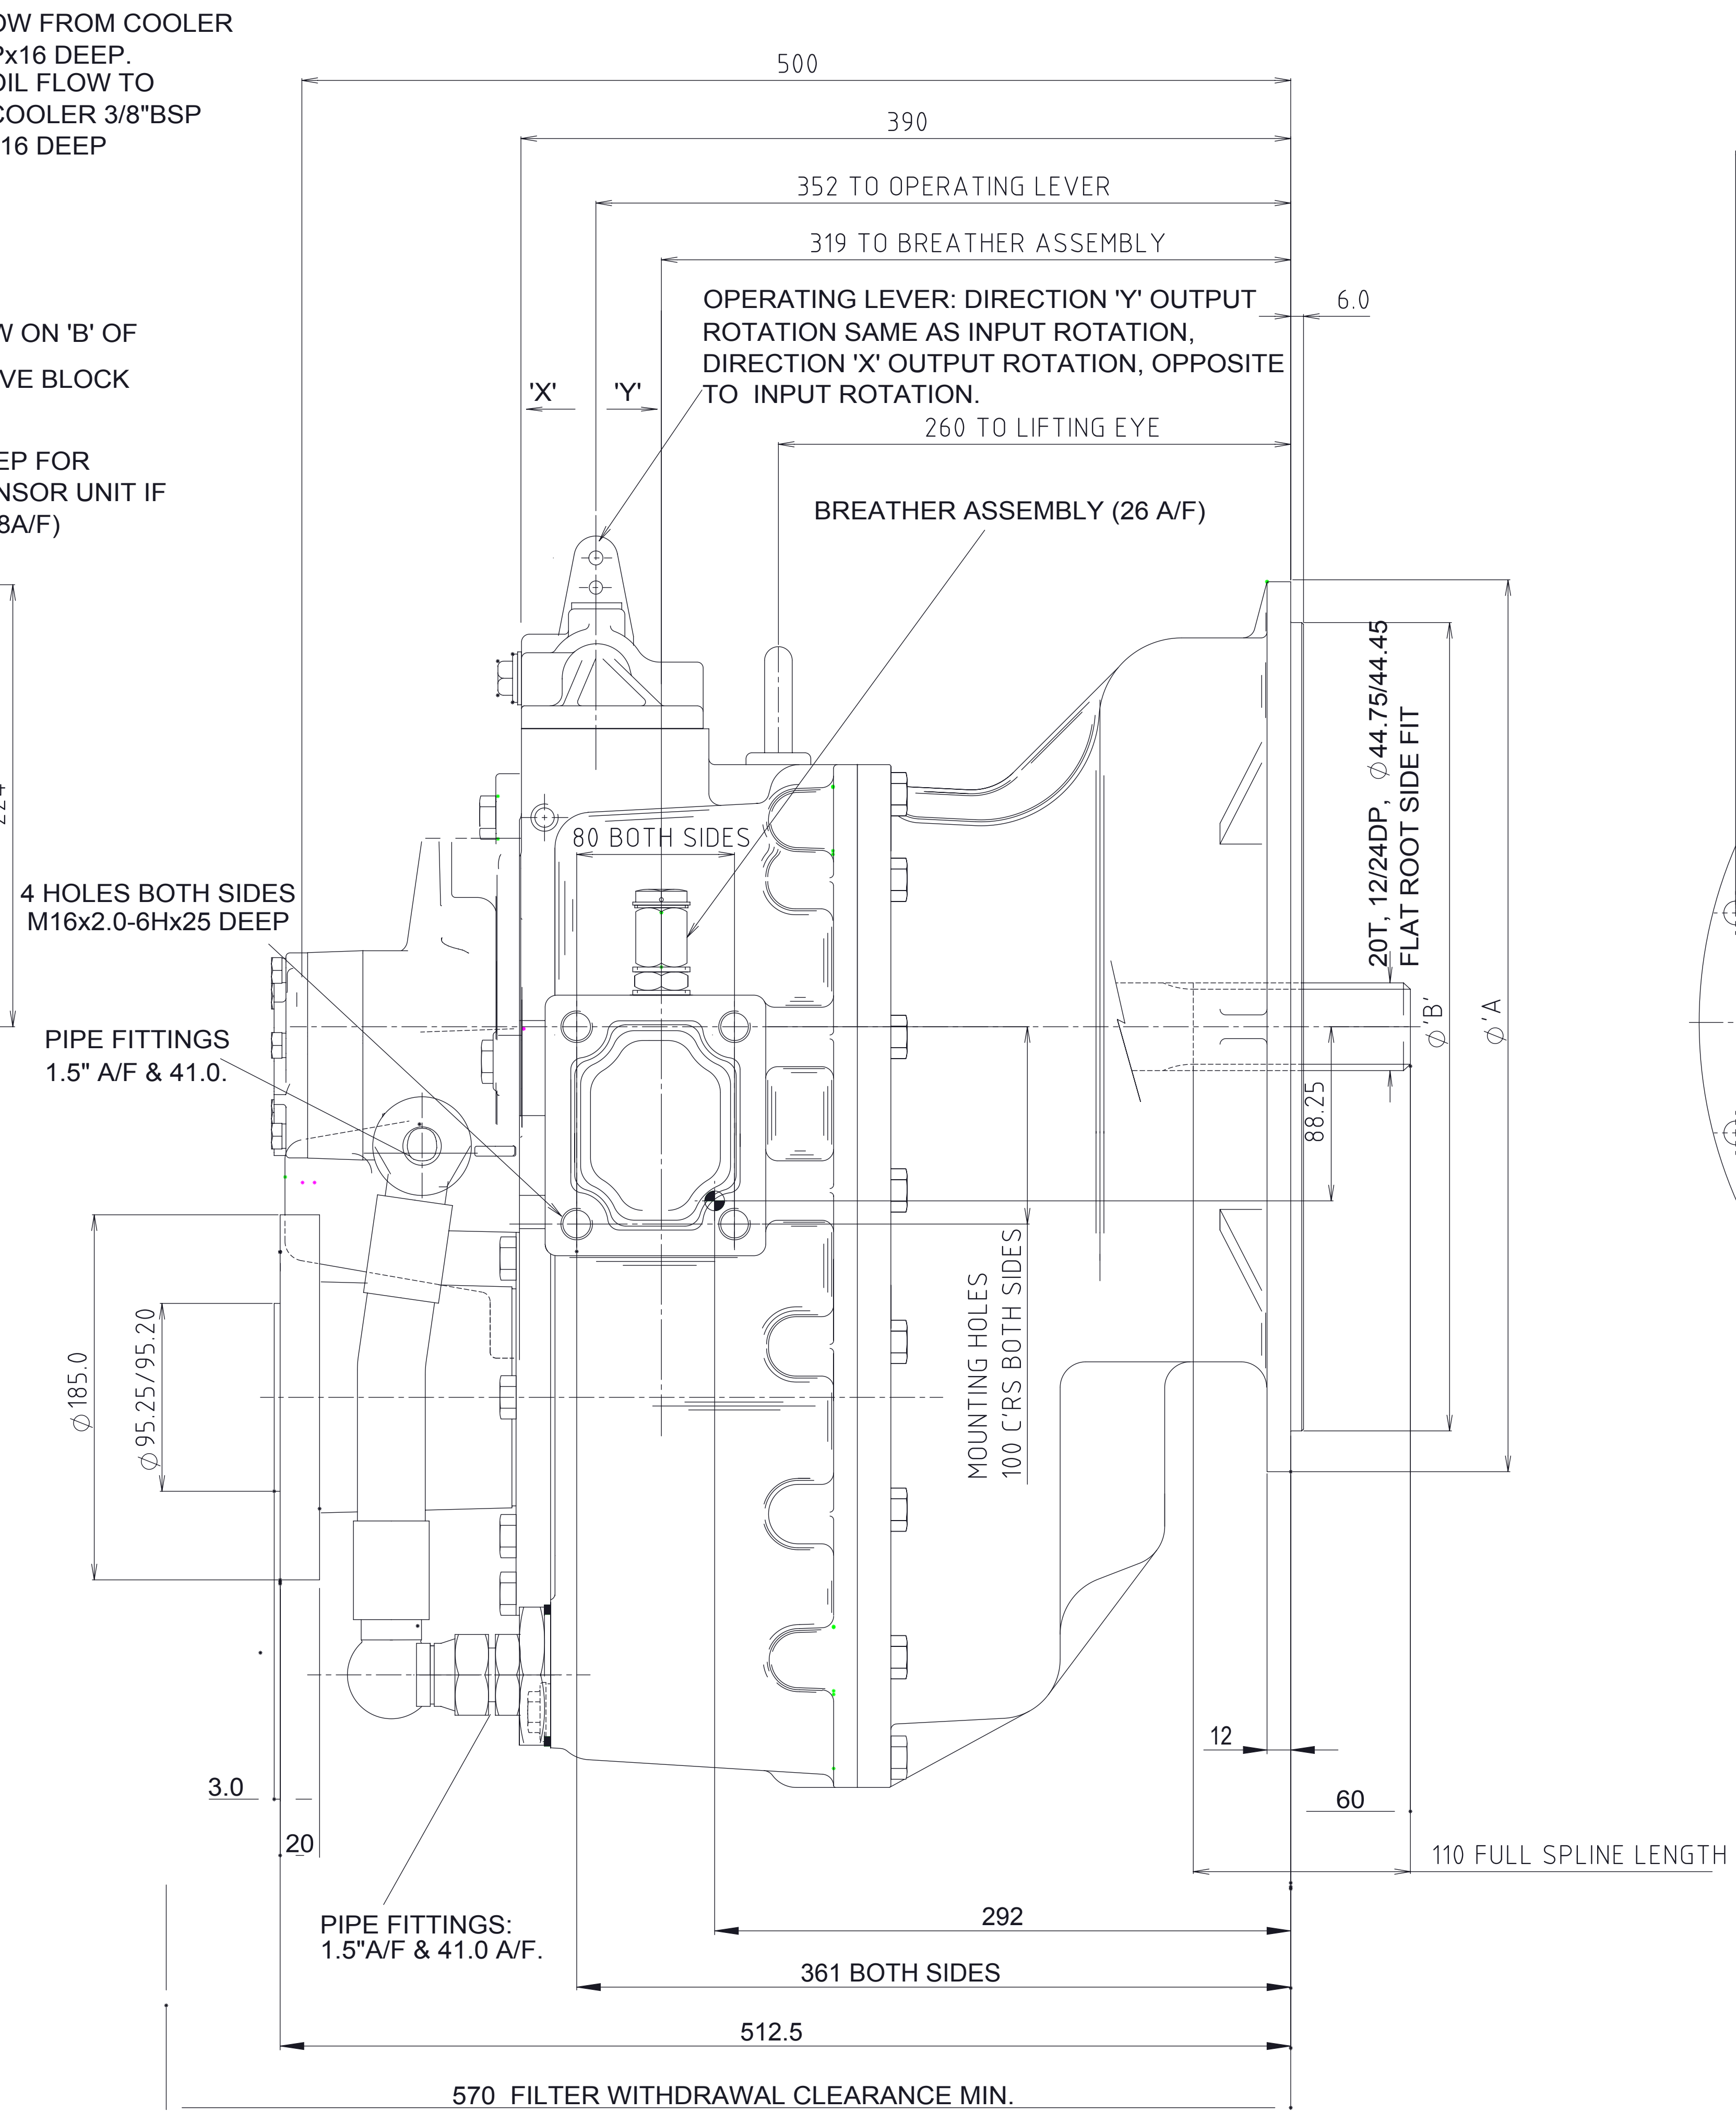 OW FROM COOLER
Px16 DEEP.
OIL FLOW TO
COOLER 3/8"BSP
16 DEEP
500
390
352 TO OPERATING LEVER
319 TO BREATHER ASSEMBLY
OPERATING LEVER: DIRECTION 'Y' OUTPUT
ROTATION SAME AS INPUT ROTATION,
DIRECTION 'X' OUTPUT ROTATION, OPPOSITE
TO INPUT ROTATION.
6.0
W ON 'B' OF
VE BLOCK
'X'
'Y'
260 TO LIFTING EYE
EP FOR
NSOR UNIT IF
8A/F)
BREATHER ASSEMBLY (26 A/F)
20T, 12/24DP, Ø44.75/44.45
FLAT ROOT SIDE FIT
224
80 BOTH SIDES
4 HOLES BOTH SIDES
M16x2.0-6Hx25 DEEP
PIPE FITTINGS
1.5" A/F & 41.0.
Ø'B'
Ø'A
88.25
MOUNTING HOLES
100 C'RS BOTH SIDES
Ø185.0
Ø95.25/95.20
12
3.0
60
20
110 FULL SPLINE LENGTH
PIPE FITTINGS:
1.5"A/F & 41.0 A/F.
292
361 BOTH SIDES
512.5
570 FILTER WITHDRAWAL CLEARANCE MIN.